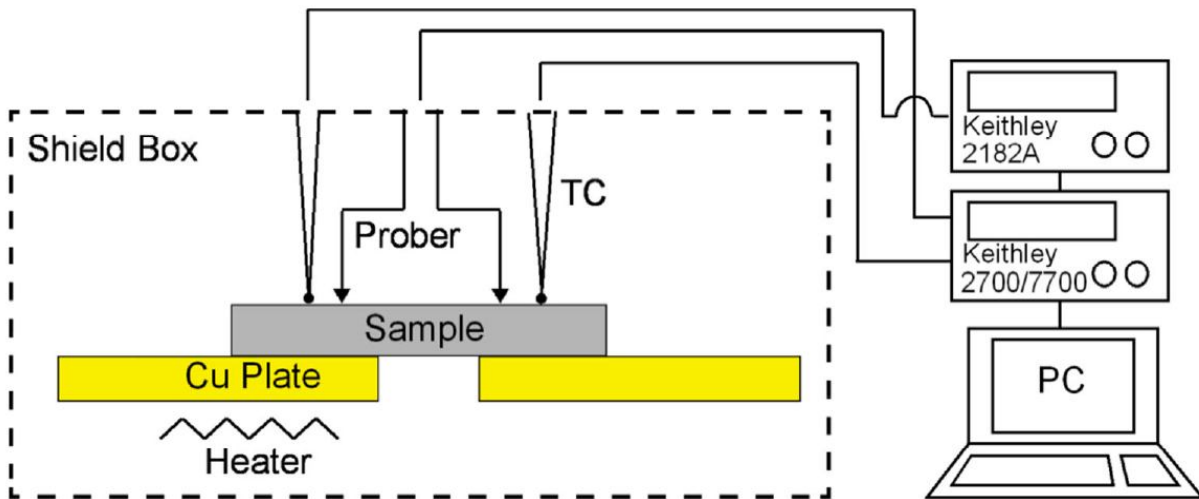 Shield Box
Prober
TC
Sample
Cu Plate
Heater
Keithley
2182A
Keithley
2700/7700
PC